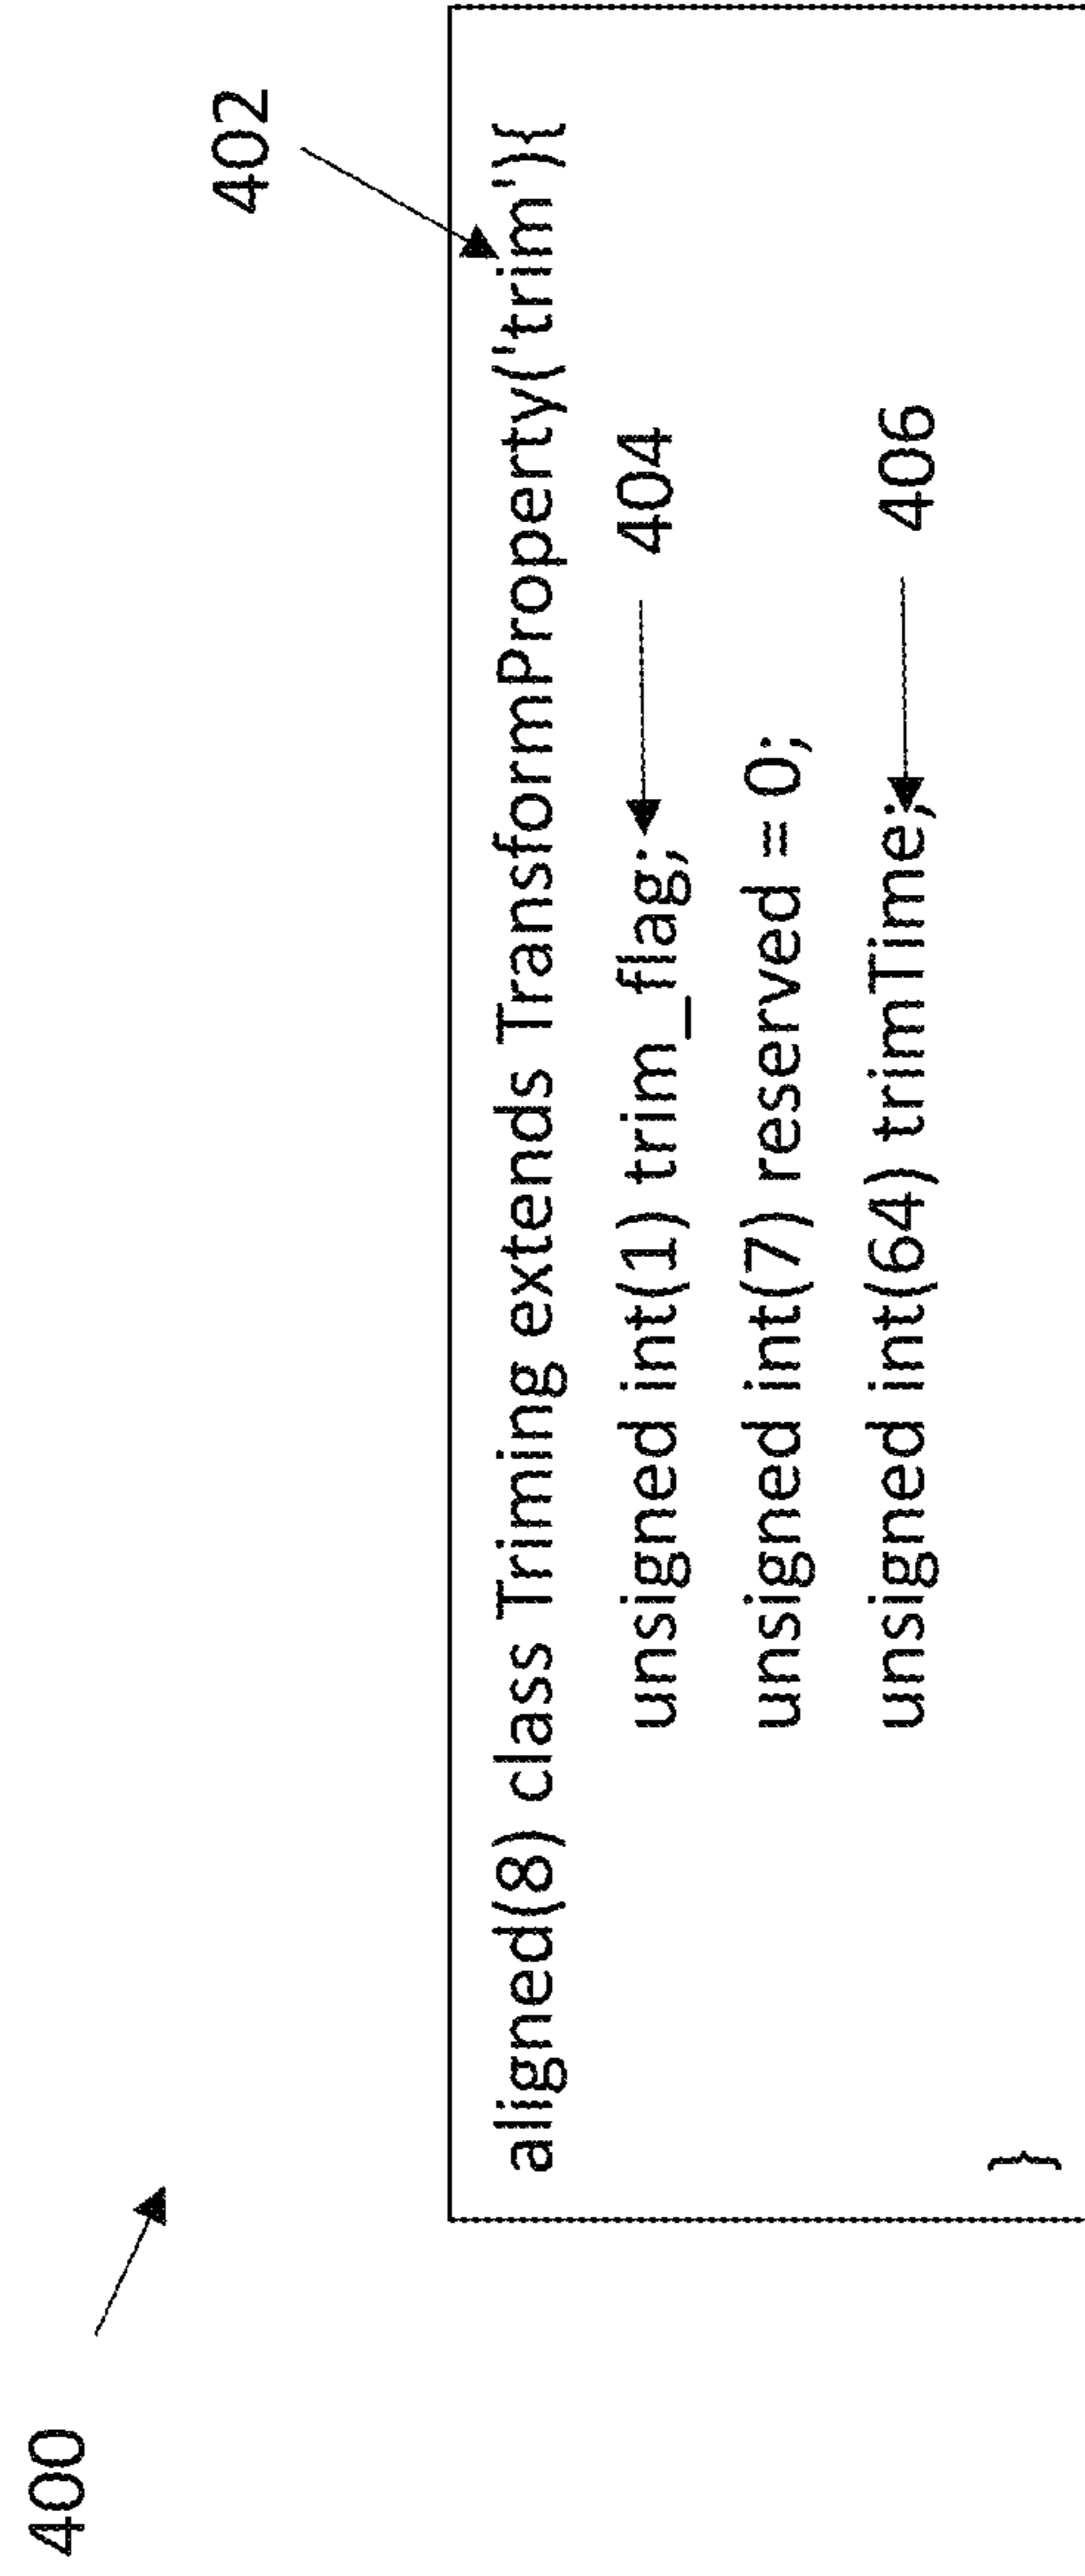 400
402
aligned(8) class Triming extends TransformProperty('trim'){
unsigned int(1) trim_flag;
404
unsigned int(7) reserved = 0;
unsigned int(64) trimTime;
406
}